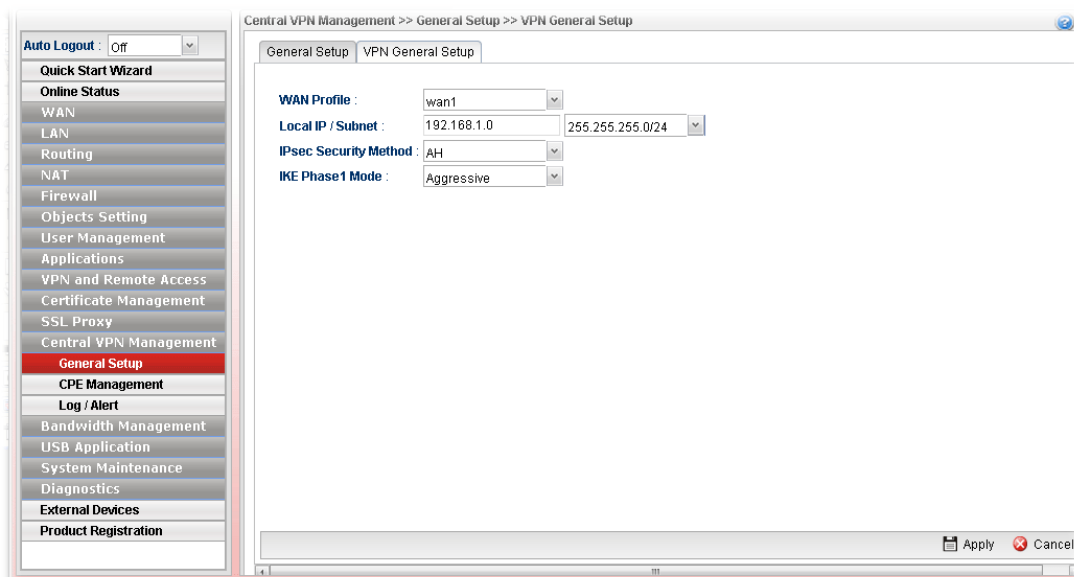 Central VPN Management >> General Setup >> VPN General Setup
Auto Logout : Off
Quick Start Wizard
Online Status
WAN
LAN
Routing
NAT
Firewall
Objects Setting
User Management
Applications
VPN and Remote Access
Certificate Management
SSL Proxy
Central VPN Management
General Setup
CPE Management
Log / Alert
Bandwidth Management
USB Application
System Maintenance
Diagnostics
External Devices
Product Registration
General Setup VPN General Setup
WAN Profile : wan1
Local IP / Subnet : 192.168.1.0 255.255.255.0/24
IPsec Security Method : AH
IKE Phase1 Mode : Aggressive
Apply Cancel